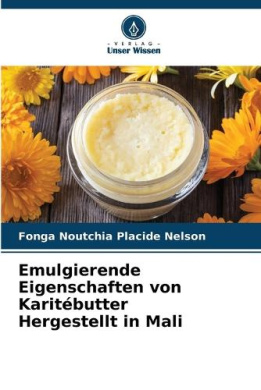 VERLAG
Unser Wissen
Fonga Noutchia Placide Nelson
Emulgierende
Eigenschaften von
Karitébutter
Hergestellt in Mali